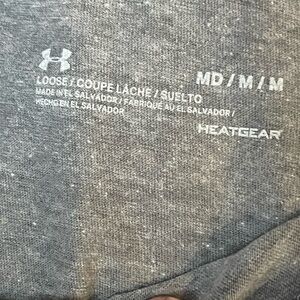 LOOSE / COUPE LÂCHE / SUELTO
MADE IN EL SALVADOR / FABRIQUÉ AU EL SALVADOR /
HECHO EN EL SALVADOR
MD / M / M
HEATGEAR